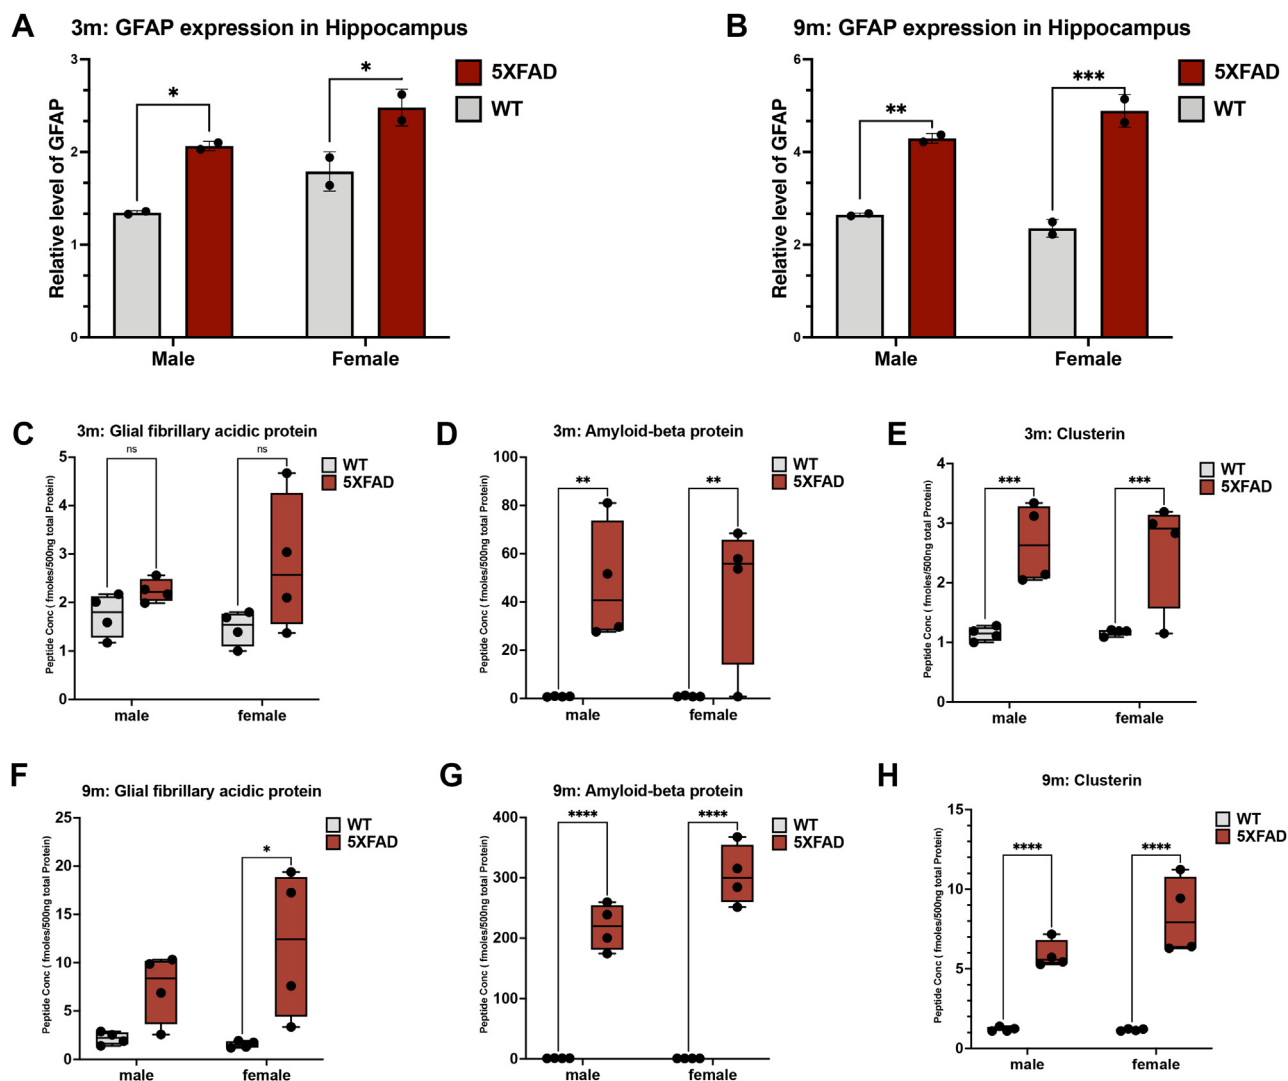 A 3m: GFAP expression in Hippocampus
Relative level of GFAP
3
2
1
0
*
*
Male Female
5XFAD
WT
B 9m: GFAP expression in Hippocampus
Relative level of GFAP
6
4
2
0
**
***
Male Female
5XFAD
WT
C 3m: Glial fibrillary acidic protein
Peptide Conc ( fmoles/500ng total Protein)
5
4
3
2
1
0
ns
ns
male female
WT
5XFAD
D 3m: Amyloid-beta protein
Peptide Conc ( fmoles/500ng total Protein)
100
80
60
40
20
0
**
**
male female
WT
5XFAD
E 3m: Clusterin
Peptide Conc ( fmoles/500ng total Protein)
4
3
2
1
0
***
***
male female
WT
5XFAD
F 9m: Glial fibrillary acidic protein
Peptide Conc ( fmoles/500ng total Protein)
25
20
15
10
5
0
*
male female
WT
5XFAD
G 9m: Amyloid-beta protein
Peptide Conc ( fmoles/500ng total Protein)
400
300
200
100
0
****
****
male female
WT
5XFAD
H 9m: Clusterin
Peptide Conc ( fmoles/500ng total Protein)
15
10
5
0
****
****
male female
WT
5XFAD